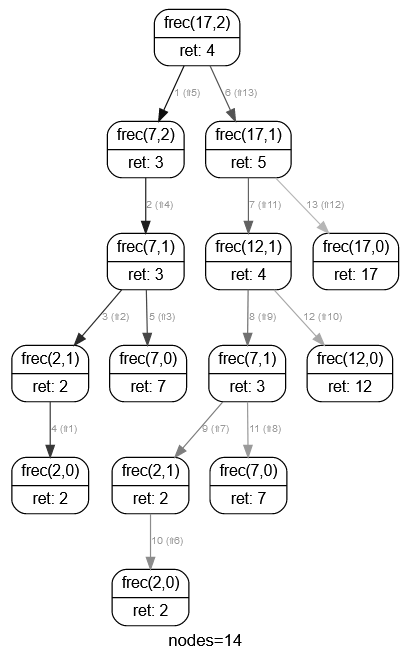 frec(17,2)
ret: 4
1 (⇈5)
6 (⇈13)
frec(7,2)
ret: 3
frec(17,1)
ret: 5
2 (⇈4)
7 (⇈11)
13 (⇈12)
frec(7,1)
ret: 3
frec(12,1)
ret: 4
frec(17,0)
ret: 17
3 (⇈2)
5 (⇈3)
8 (⇈9)
12 (⇈10)
frec(2,1)
ret: 2
frec(7,0)
ret: 7
frec(7,1)
ret: 3
frec(12,0)
ret: 12
4 (⇈1)
9 (⇈7)
11 (⇈8)
frec(2,0)
ret: 2
frec(2,1)
ret: 2
frec(7,0)
ret: 7
10 (⇈6)
frec(2,0)
ret: 2
nodes=14